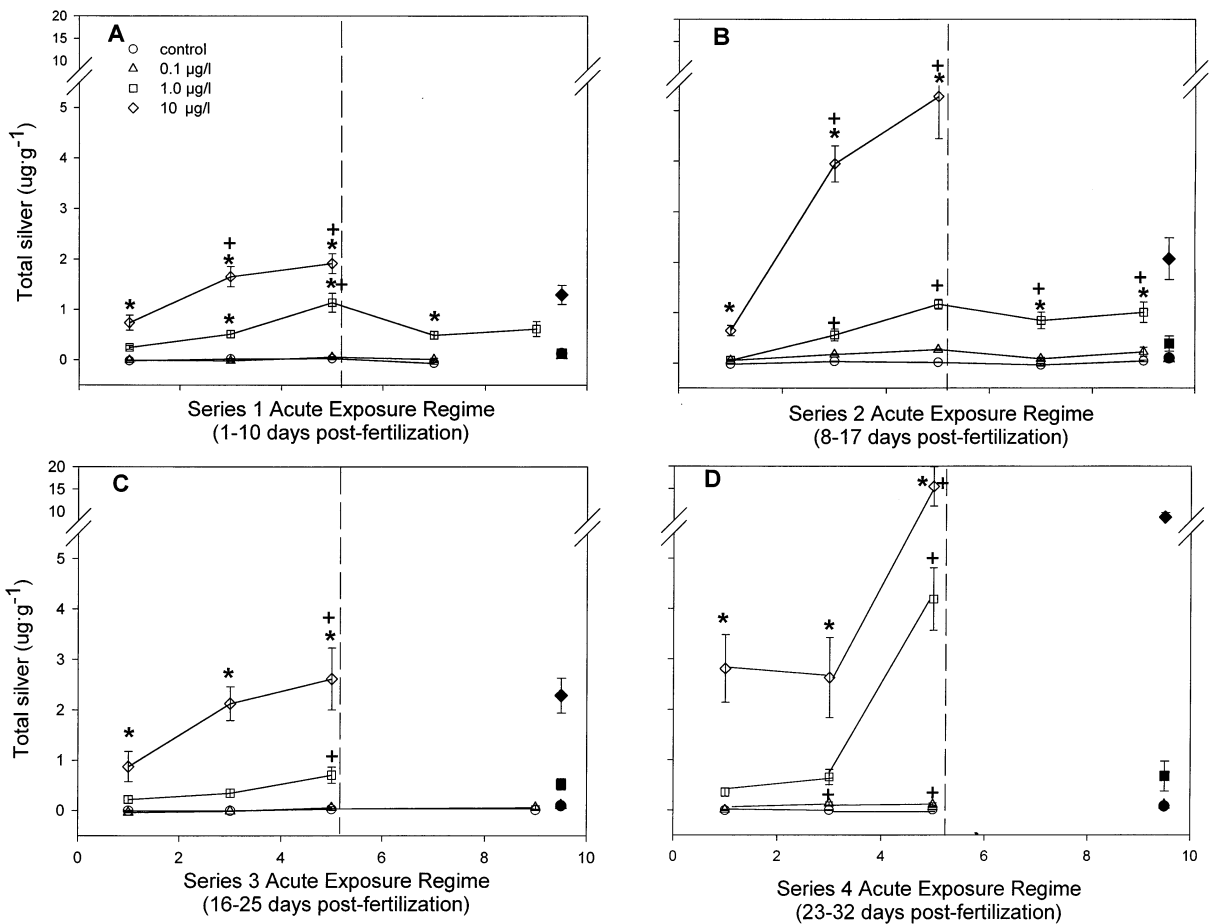 A
control
0.1 µg/l
1.0 µg/l
10 µg/l
20
15
10
5
4
3
2
1
0
Total silver (ug·g-1)
Series 1 Acute Exposure Regime
(1-10 days post-fertilization)
B
Series 2 Acute Exposure Regime
(8-17 days post-fertilization)
C
20
15
10
5
4
3
2
1
0
Total silver (ug·g-1)
0 2 4 6 8 10
Series 3 Acute Exposure Regime
(16-25 days post-fertilization)
D
0 2 4 6 8 10
Series 4 Acute Exposure Regime
(23-32 days post-fertilization)